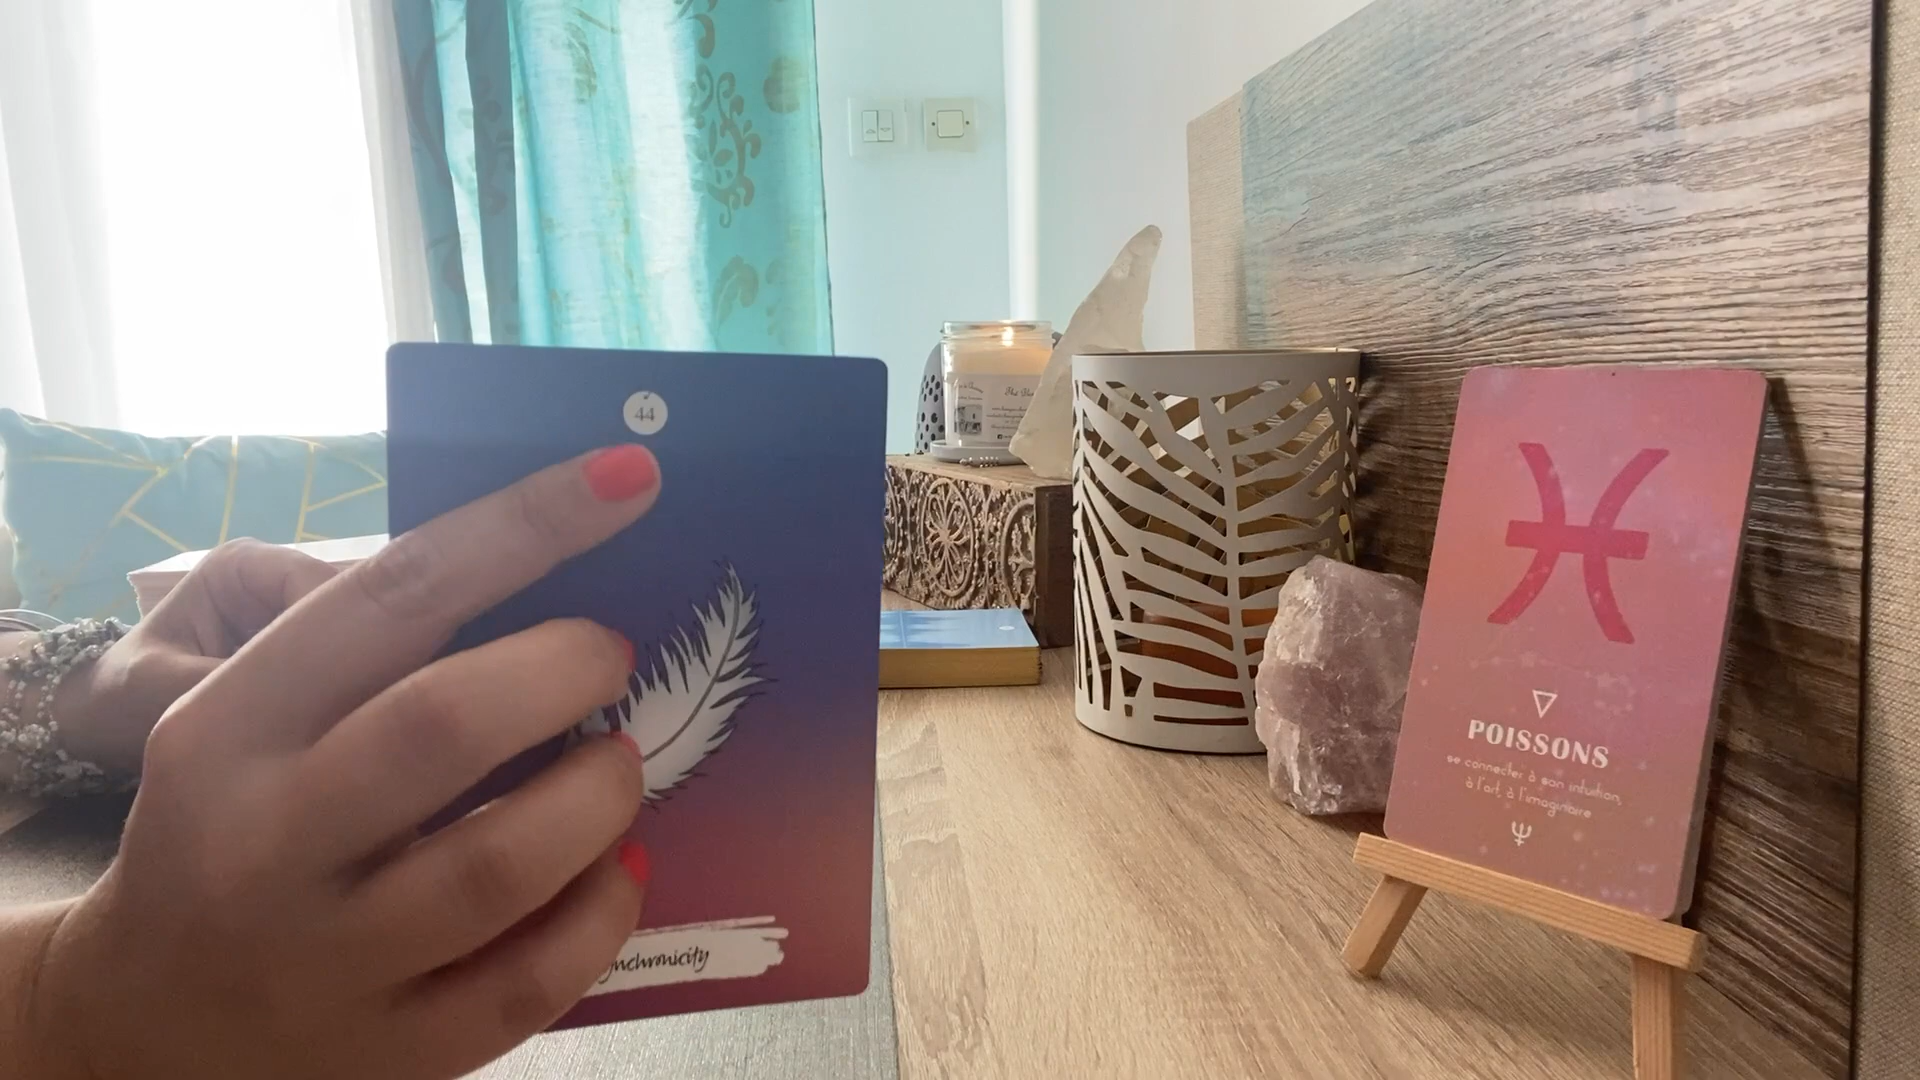 44
ynchronicity
POISSONS
se connecter à son intuition,
à l'art, à l'imaginaire